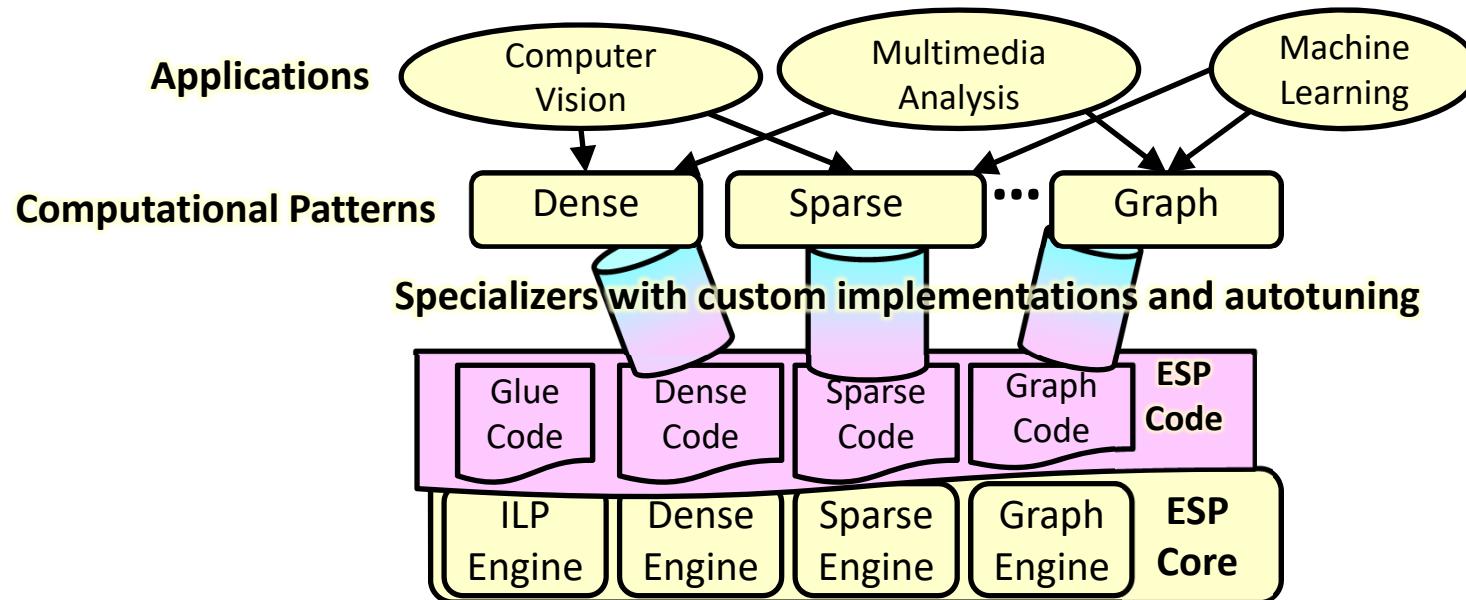 Applications
Computer
Vision
Multimedia
Analysis
Machine
Learning
Computational Patterns
Dense
Sparse
...
Graph
Specializers with custom implementations and autotuning
Glue
Code
Dense
Code
Sparse
Code
Graph
Code
ESP
Code
ILP
Engine
Dense
Engine
Sparse
Engine
Graph
Engine
ESP
Core